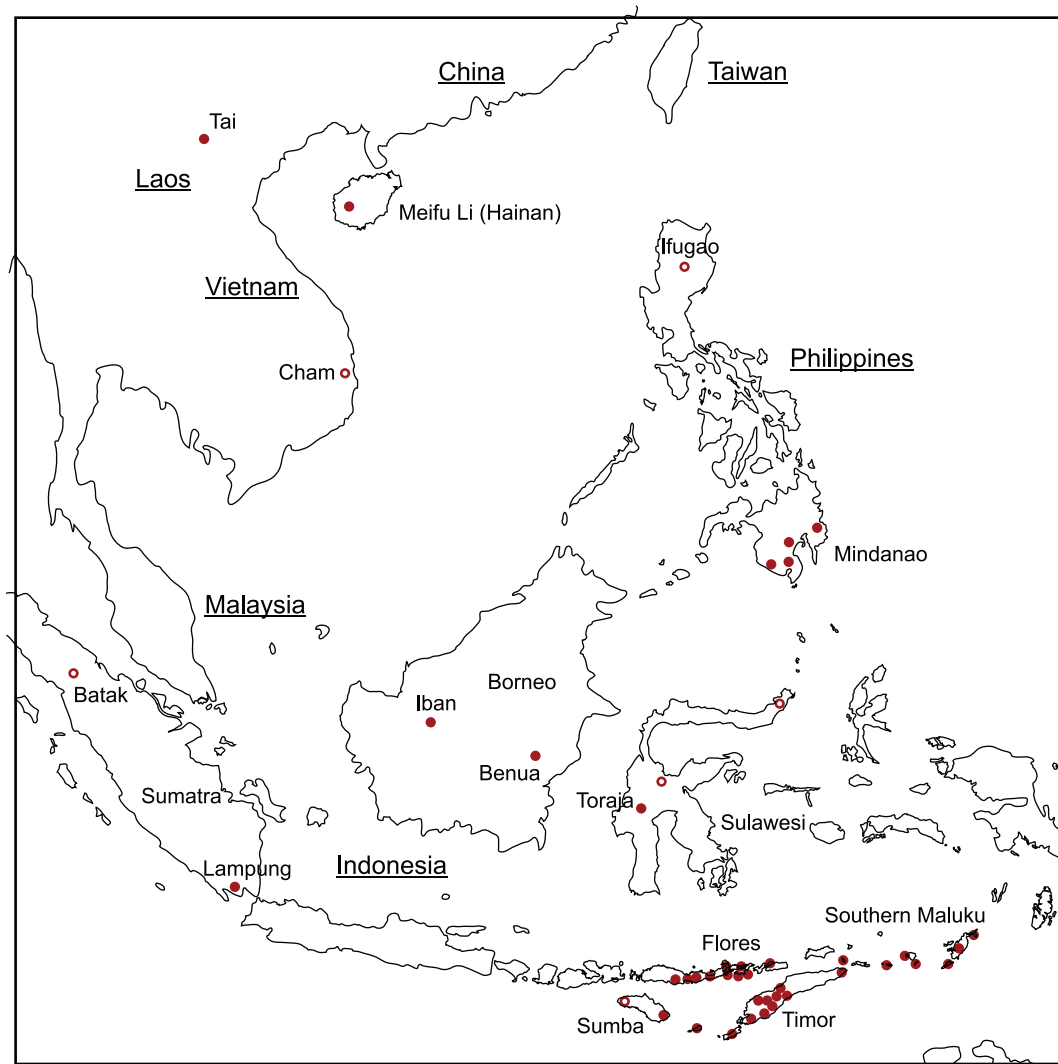 China
Taiwan
Tai
Laos
Meifu Li (Hainan)
Ifugao
Vietnam
Philippines
Cham
Mindanao
Malaysia
Borneo
Batak
Iban
Benua
Sumatra
Toraja
Sulawesi
Lampung
Indonesia
Southern Maluku
Flores
Sumba
Timor